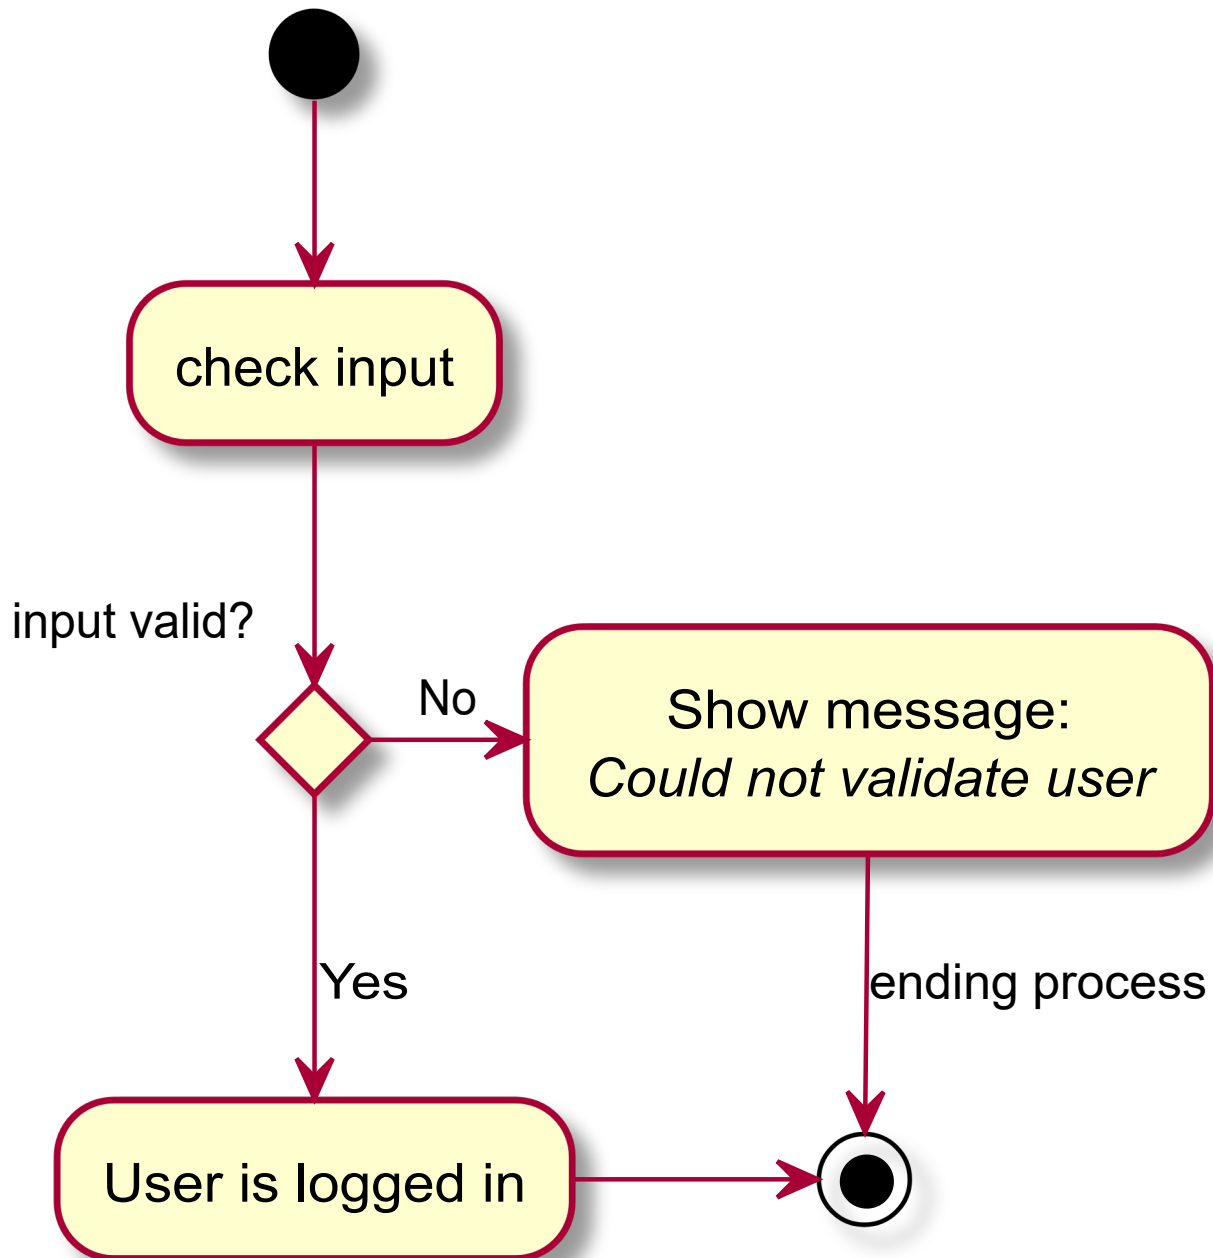 check input
input valid?
No
Show message:
Could not validate user
Yes
ending process
User is logged in